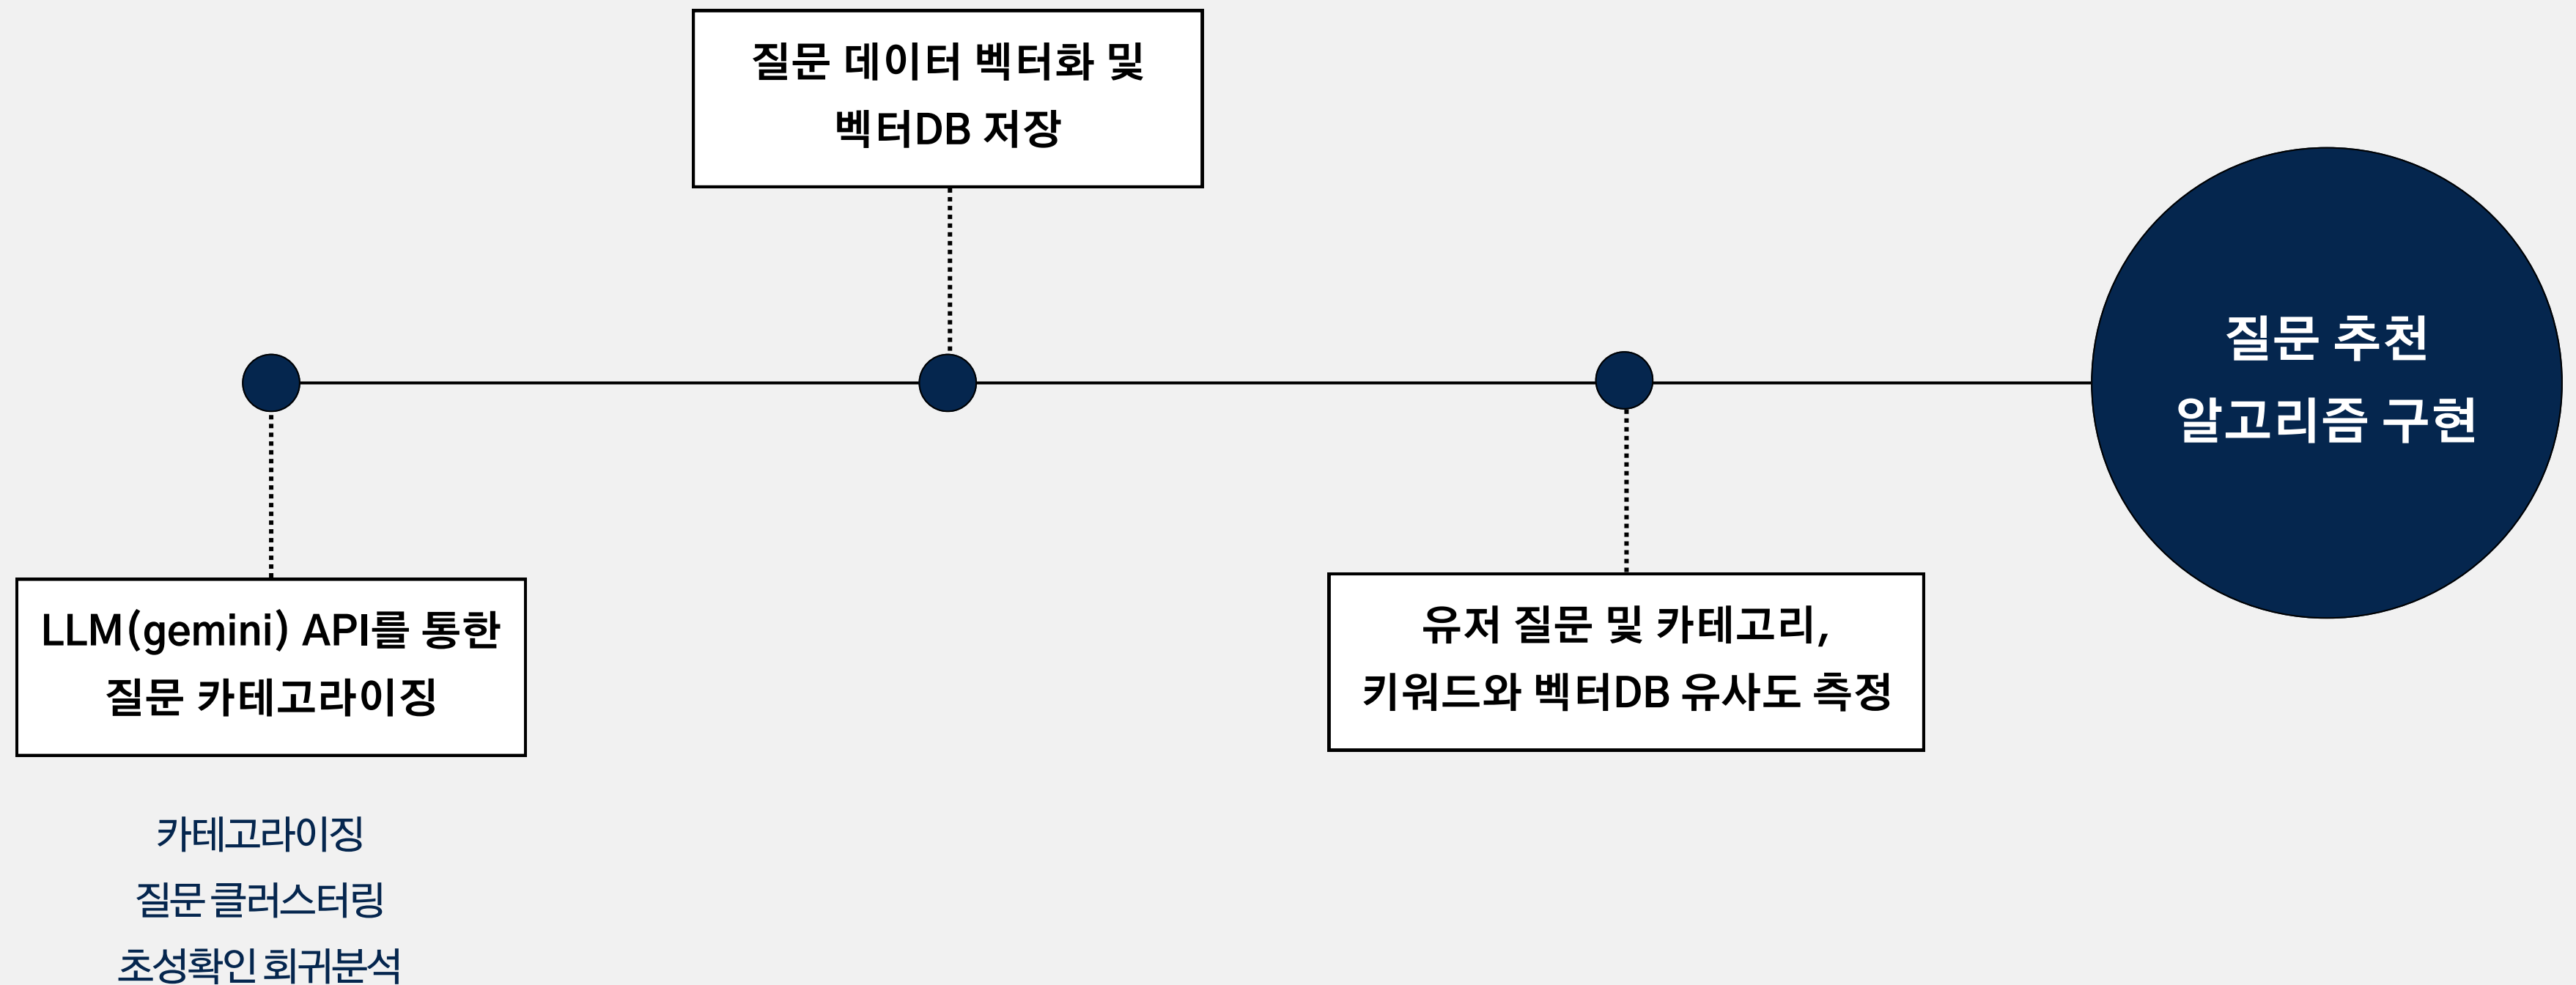 질문 데이터 벡터화 및
벡터DB 저장
질문 추천
알고리즘 구현
LLM(gemini) API를 통한
질문 카테고라이징
유저 질문 및 카테고리,
키워드와 벡터DB 유사도 측정
카테고라이징
질문 클러스터링
초성확인 회귀분석